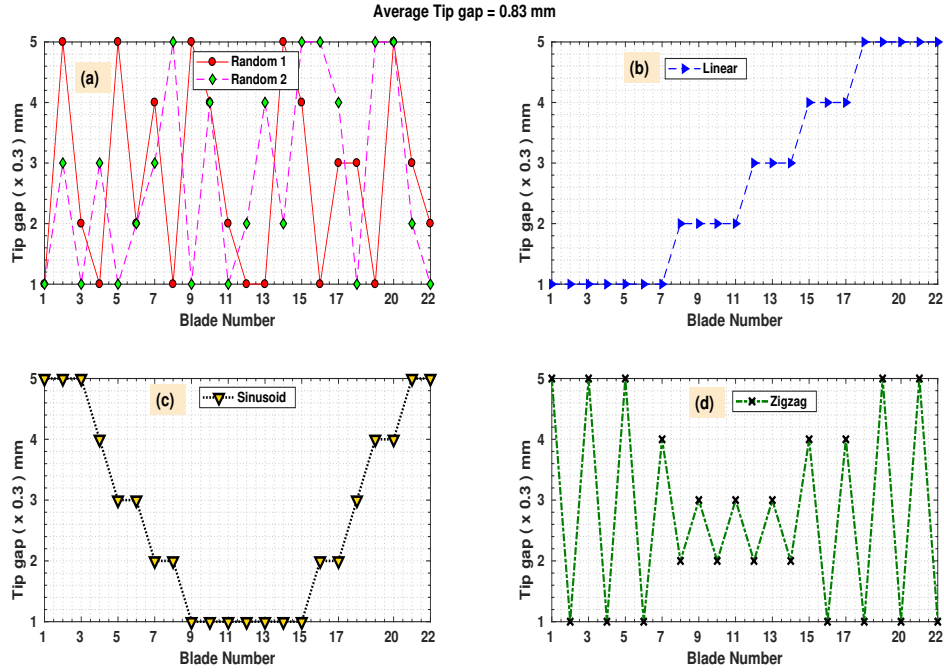 Average Tip gap = 0.83 mm
(a)
Random 1
Random 2
Tip gap ( x 0.3 ) mm
5
4
3
2
1
1 3 5 7 9 11 13 15 17 20 22
Blade Number
(b)
Linear
Tip gap ( x 0.3 ) mm
5
4
3
2
1
1 3 5 7 9 11 13 15 17 20 22
Blade Number
(c)
Sinusoid
Tip gap ( x 0.3 ) mm
5
4
3
2
1
1 3 5 7 9 11 13 15 17 20 22
Blade Number
(d)
Zigzag
Tip gap ( x 0.3 ) mm
5
4
3
2
1
1 3 5 7 9 11 13 15 17 20 22
Blade Number